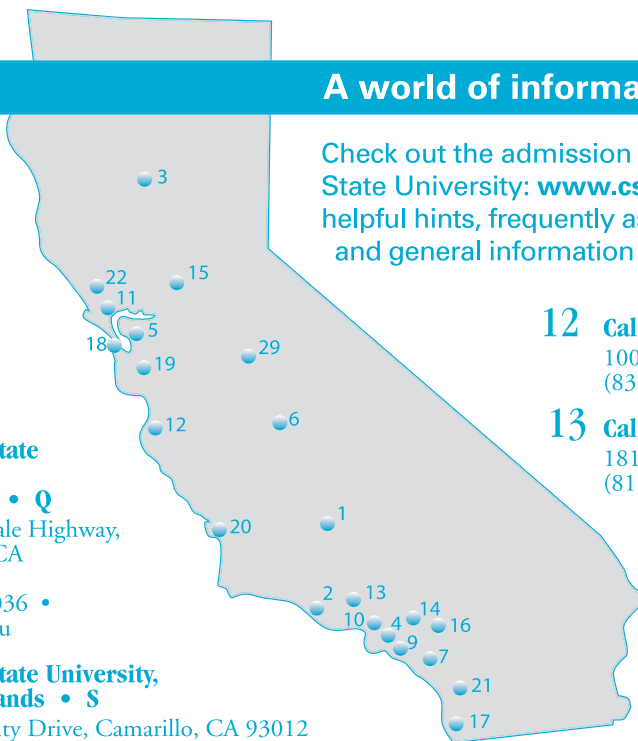 A world of informa
Check out the admission
State University: www.cs
helpful hints, frequently as
and general information
3
22
15
11
5
18
29
19
12
6
20
1
2
13
10
4
14
16
9
7
21
17
12 Cal
100
(83
13 Cal
181
(81
tate
• Q
ale Highway,
CA
036 •
u
tate University,
ands • S
ity Drive, Camarillo, CA 93012